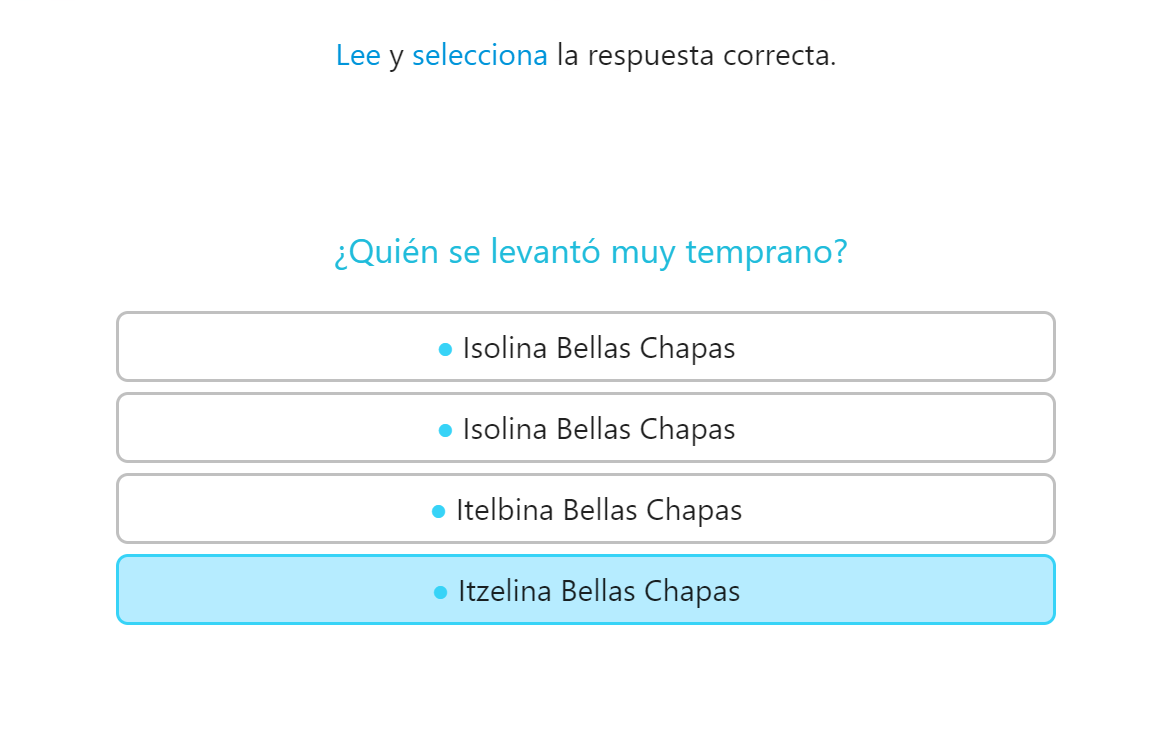 Lee y selecciona la respuesta correcta.
¿Quién se levantó muy temprano?
• Isolina Bellas Chapas
• Isolina Bellas Chapas
• Itelbina Bellas Chapas
• Itzelina Bellas Chapas